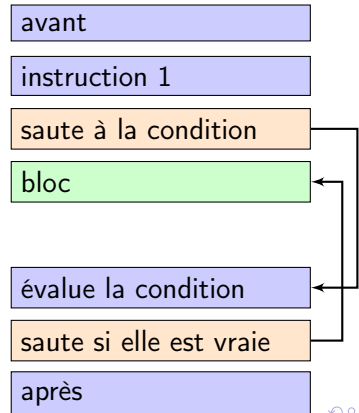 avant
instruction 1
saute à la condition
bloc
évalue la condition
saute si elle est vraie
après